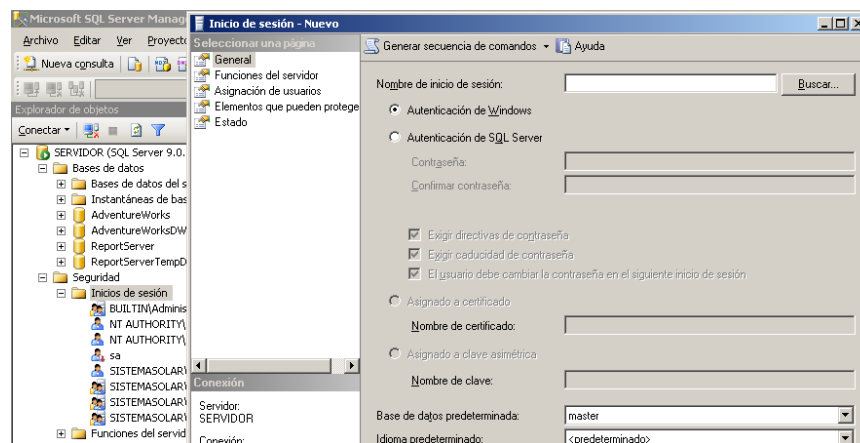 Microsoft SQL Server Manag
Archivo Editar Ver Proyecto
Nueva consulta
Explorador de objetos
Conectar
SERVIDOR (SQL Server 9.0.
Bases de datos
Bases de datos del s
Instantáneas de bas
AdventureWorks
AdventureWorksDW
ReportServer
ReportServerTempD
Seguridad
Inicios de sesión
BUILTIN\Adminis
NT AUTHORITY\
NT AUTHORITY\
sa
SISTEMASOLAR\
SISTEMASOLAR\
SISTEMASOLAR\
SISTEMASOLAR\
Funciones del servid
Inicio de sesión - Nuevo
Seleccionar una página
General
Funciones del servidor
Asignación de usuarios
Elementos que pueden protege
Estado
Conexión
Servidor:
SERVIDOR
Conexión:
Generar secuencia de comandos Ayuda
Nombre de inicio de sesión: Buscar...
Autenticación de Windows
Autenticación de SQL Server
Contraseña:
Confirmar contraseña:
Exigir directivas de contraseña
Exigir caducidad de contraseña
El usuario debe cambiar la contraseña en el siguiente inicio de sesión
Asignado a certificado
Nombre de certificado:
Asignado a clave asimétrica
Nombre de clave:
Base de datos predeterminada: master
Idioma predeterminado: <predeterminado>